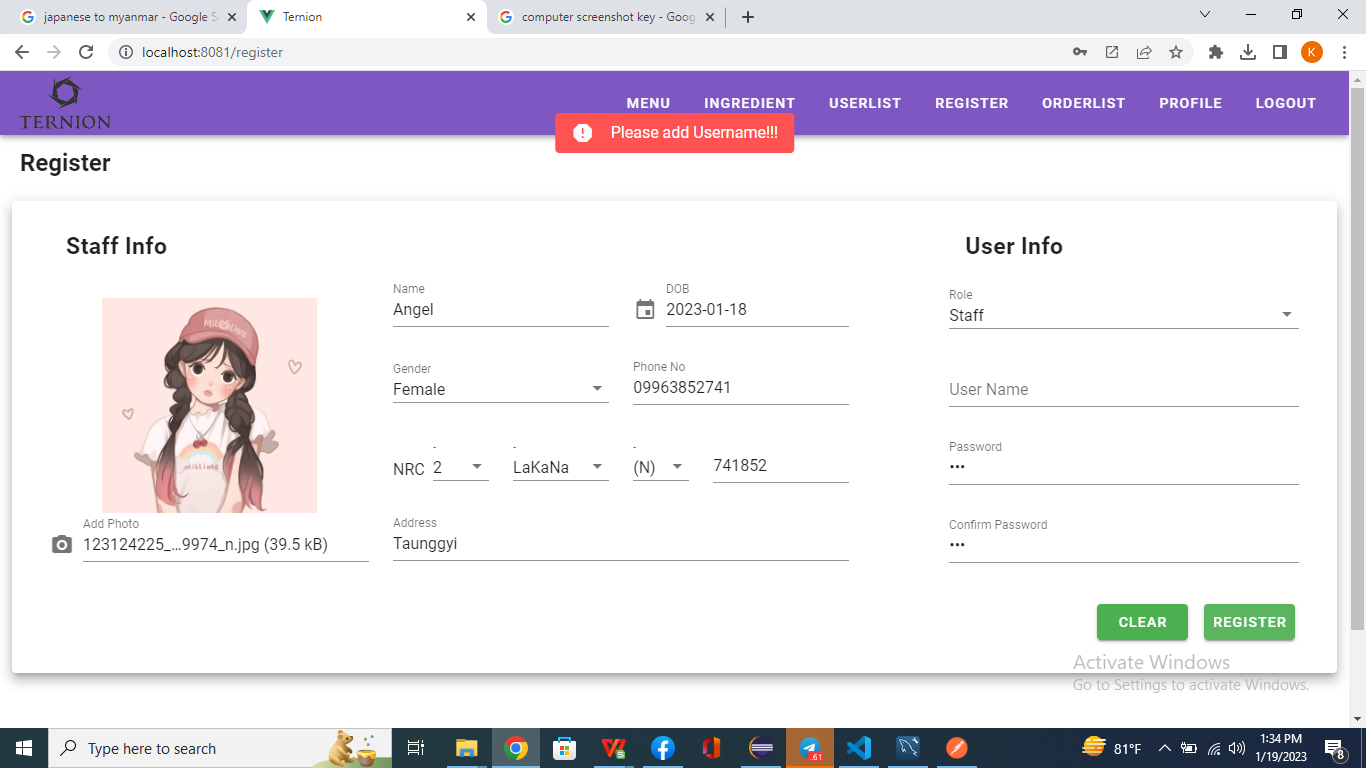 japanese to myanmar - Google S
Ternion
computer screenshot key - Goog
localhost:8081/register
K
TERNION
MENU
INGREDIENT
USERLIST
REGISTER
ORDERLIST
PROFILE
LOGOUT
Please add Username!!!
Register
Staff Info
User Info
Name
Angel
DOB
2023-01-18
Role
Staff
Gender
Female
Phone No
09963852741
User Name
NRC
-
2
-
LaKaNa
-
(N)
741852
Password
•••
Add Photo
123124225_...9974_n.jpg (39.5 kB)
Address
Taunggyi
Confirm Password
•••
CLEAR
REGISTER
Activate Windows
Go to Settings to activate Windows.
Type here to search
.61
81°F
1:34 PM
1/19/2023
8